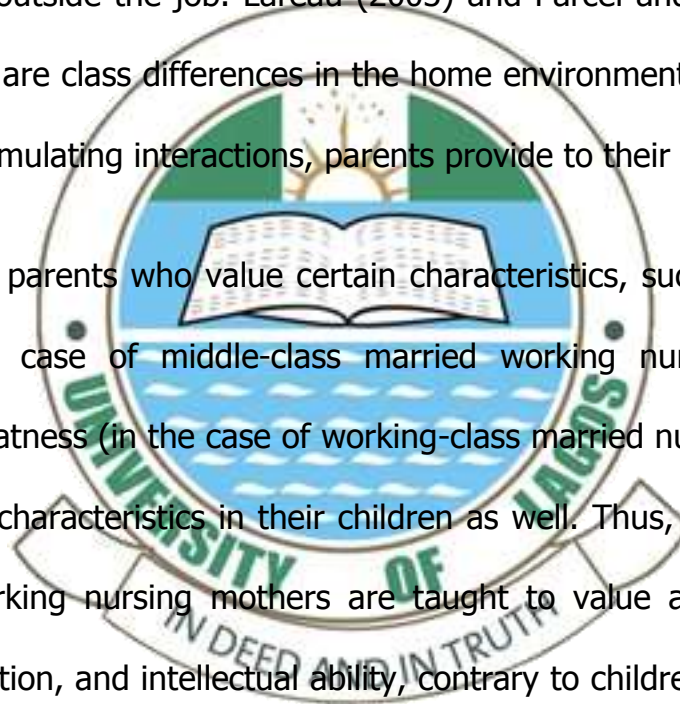 outside the job. Lareau (2003) and Parcel and
are class differences in the home environment
mulating interactions, parents provide to their
parents who value certain characteristics, suc
case of middle-class married working nur
atness (in the case of working-class married nu
characteristics in their children as well. Thus,
rking nursing mothers are taught to value a
tion, and intellectual ability, contrary to childre
UNIVERSITY OF LAGOS
IN DEED AND IN TRUTH